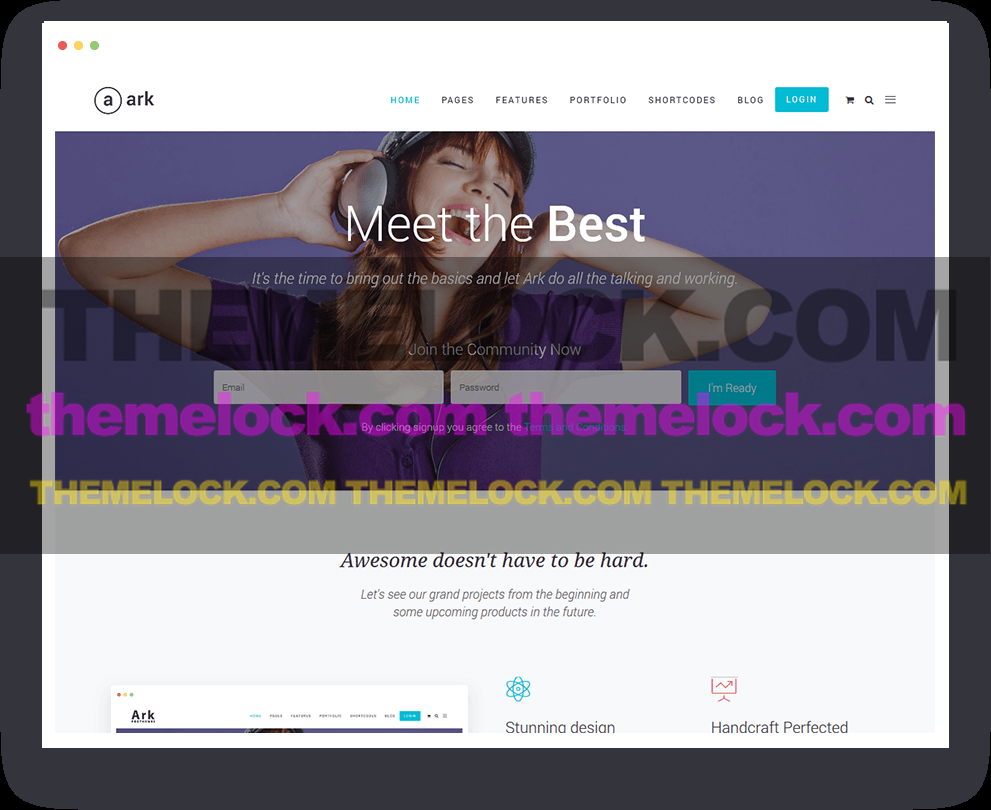 a ark
HOME PAGES FEATURES PORTFOLIO SHORTCODES BLOG LOGIN
Meet the Best
It's the time to bring out the basics and let Ark do all the talking and working.
THEMELOCK.COM
Join the Community Now
Email Password I'm Ready
themelock.com themelock.com
By clicking signup you agree to the Terms and Conditions
THEMELOCK.COM THEMELOCK.COM THEMELOCK.COM
Awesome doesn't have to be hard.
Let's see our grand projects from the beginning and
some upcoming products in the future.
Ark
HOME PAGES FEATURES PORTFOLIO SHORTCODES BLOG LOGIN
Stunning design Handcraft Perfected